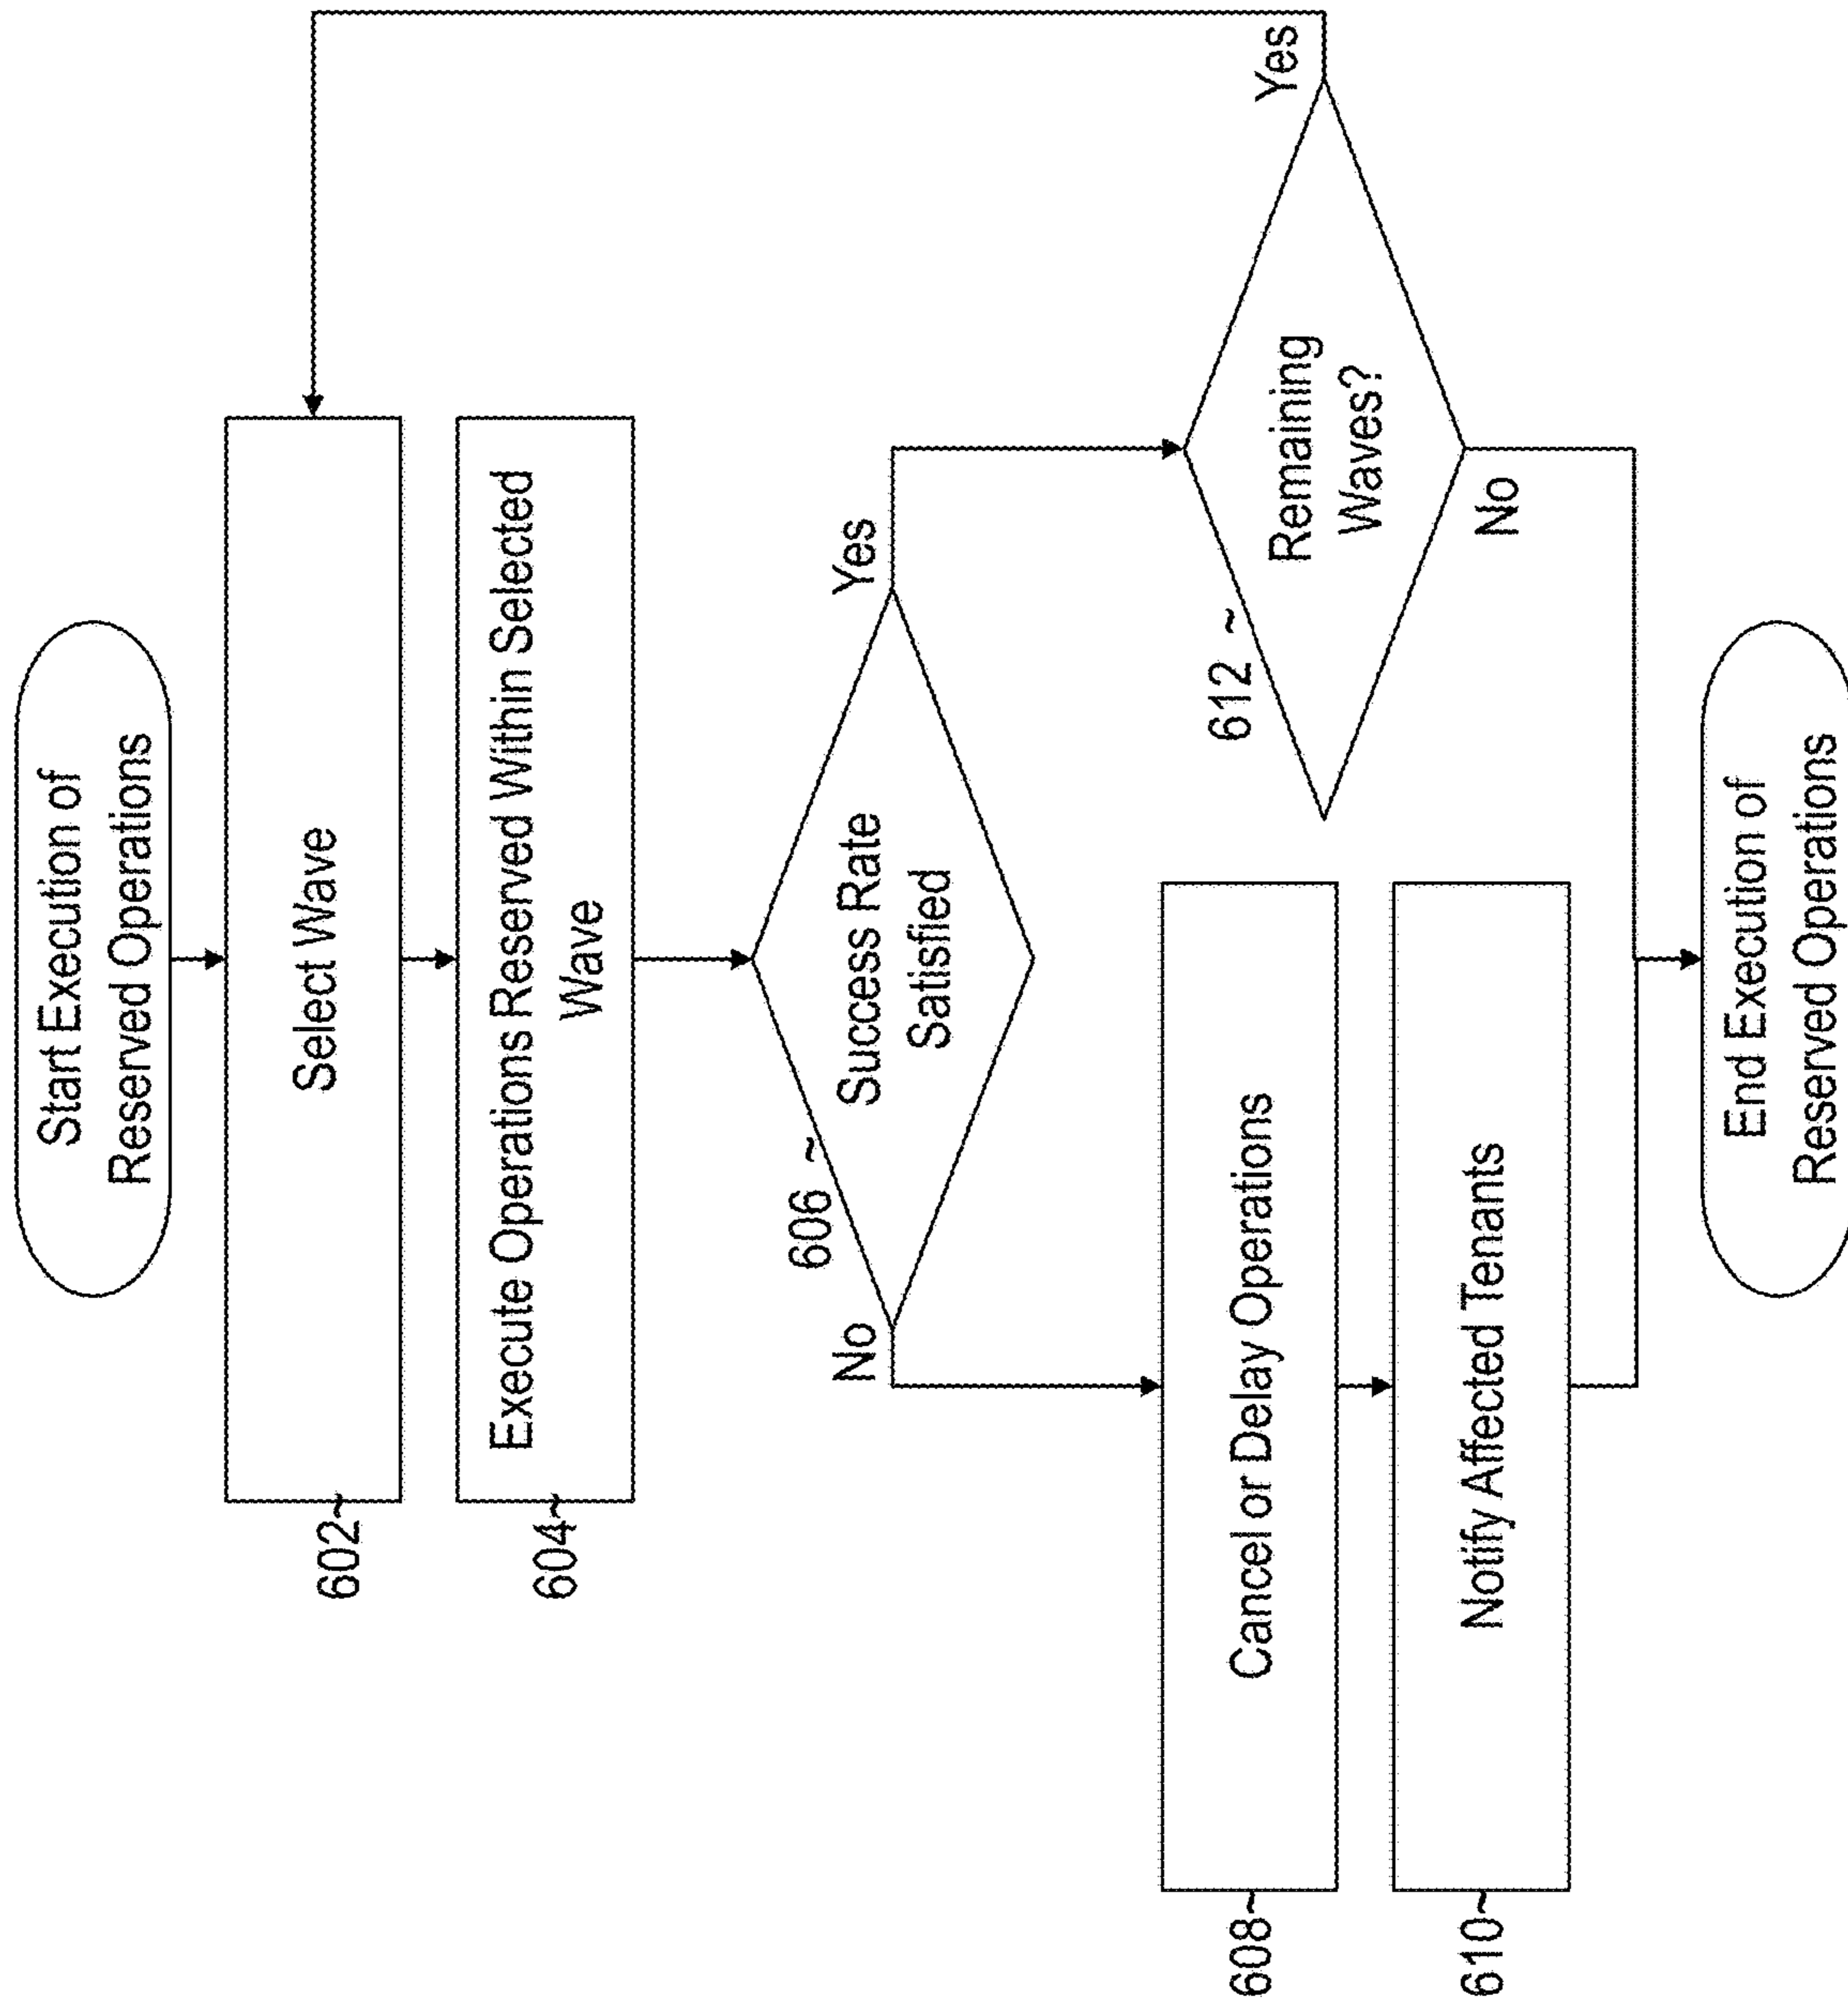 Start Execution of
Reserved Operations
602~
Select Wave
604~
Execute Operations Reserved Within Selected
Wave
606 ~
Success Rate
Satisfied
No
Yes
608~
Cancel or Delay Operations
610~
Notify Affected Tenants
612 ~
Remaining
Waves?
Yes
No
End Execution of
Reserved Operations